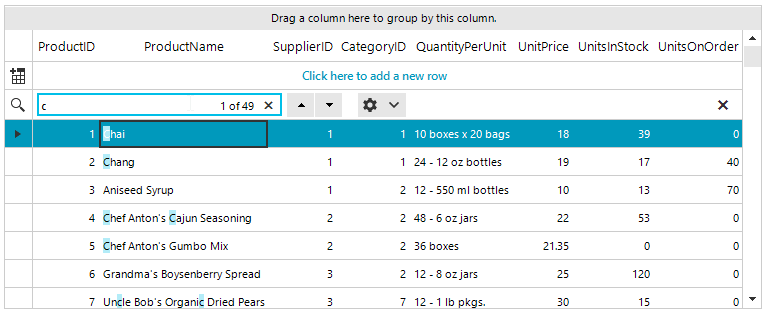 Drag a column here to group by this column.
ProductID ProductName SupplierID CategoryID QuantityPerUnit UnitPrice UnitsInStock UnitsOnOrder
Click here to add a new row
c 1 of 49
1 Chai 1 1 10 boxes x 20 bags 18 39 0
2 Chang 1 1 24 - 12 oz bottles 19 17 40
3 Aniseed Syrup 1 2 12 - 550 ml bottles 10 13 70
4 Chef Anton's Cajun Seasoning 2 2 48 - 6 oz jars 22 53 0
5 Chef Anton's Gumbo Mix 2 2 36 boxes 21.35 0 0
6 Grandma's Boysenberry Spread 3 2 12 - 8 oz jars 25 120 0
7 Uncle Bob's Organic Dried Pears 3 7 12 - 1 lb pkgs. 30 15 0